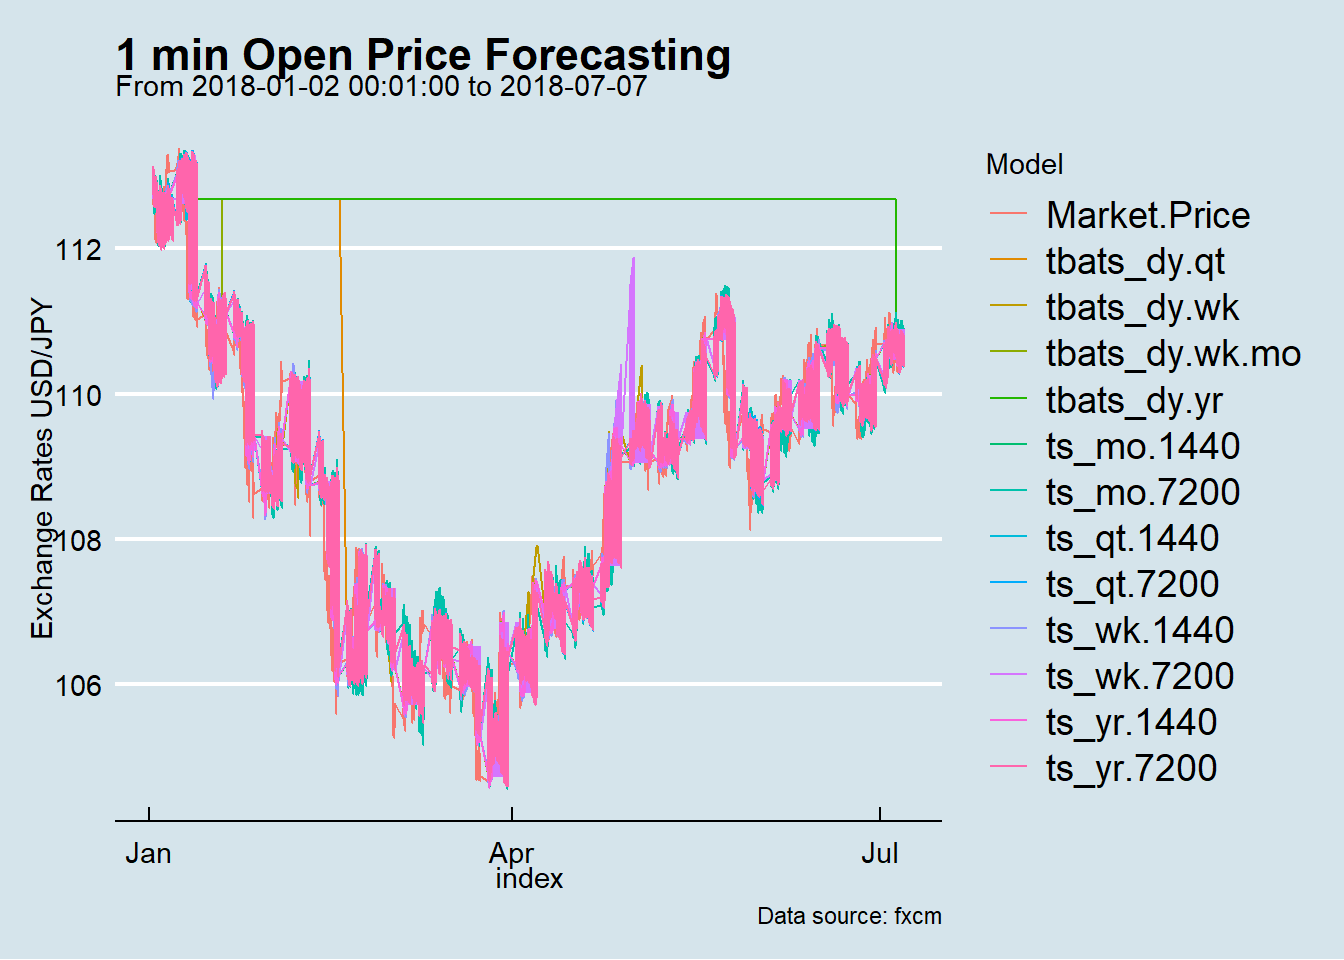 1 min Open Price Forecasting
From 2018-01-02 00:01:00 to 2018-07-07
Exchange Rates USD/JPY
112
110
108
106
Jan
Apr
Jul
index
Data source: fxcm
Model
Market.Price
tbats_dy.qt
tbats_dy.wk
tbats_dy.wk.mo
tbats_dy.yr
ts_mo.1440
ts_mo.7200
ts_qt.1440
ts_qt.7200
ts_wk.1440
ts_wk.7200
ts_yr.1440
ts_yr.7200